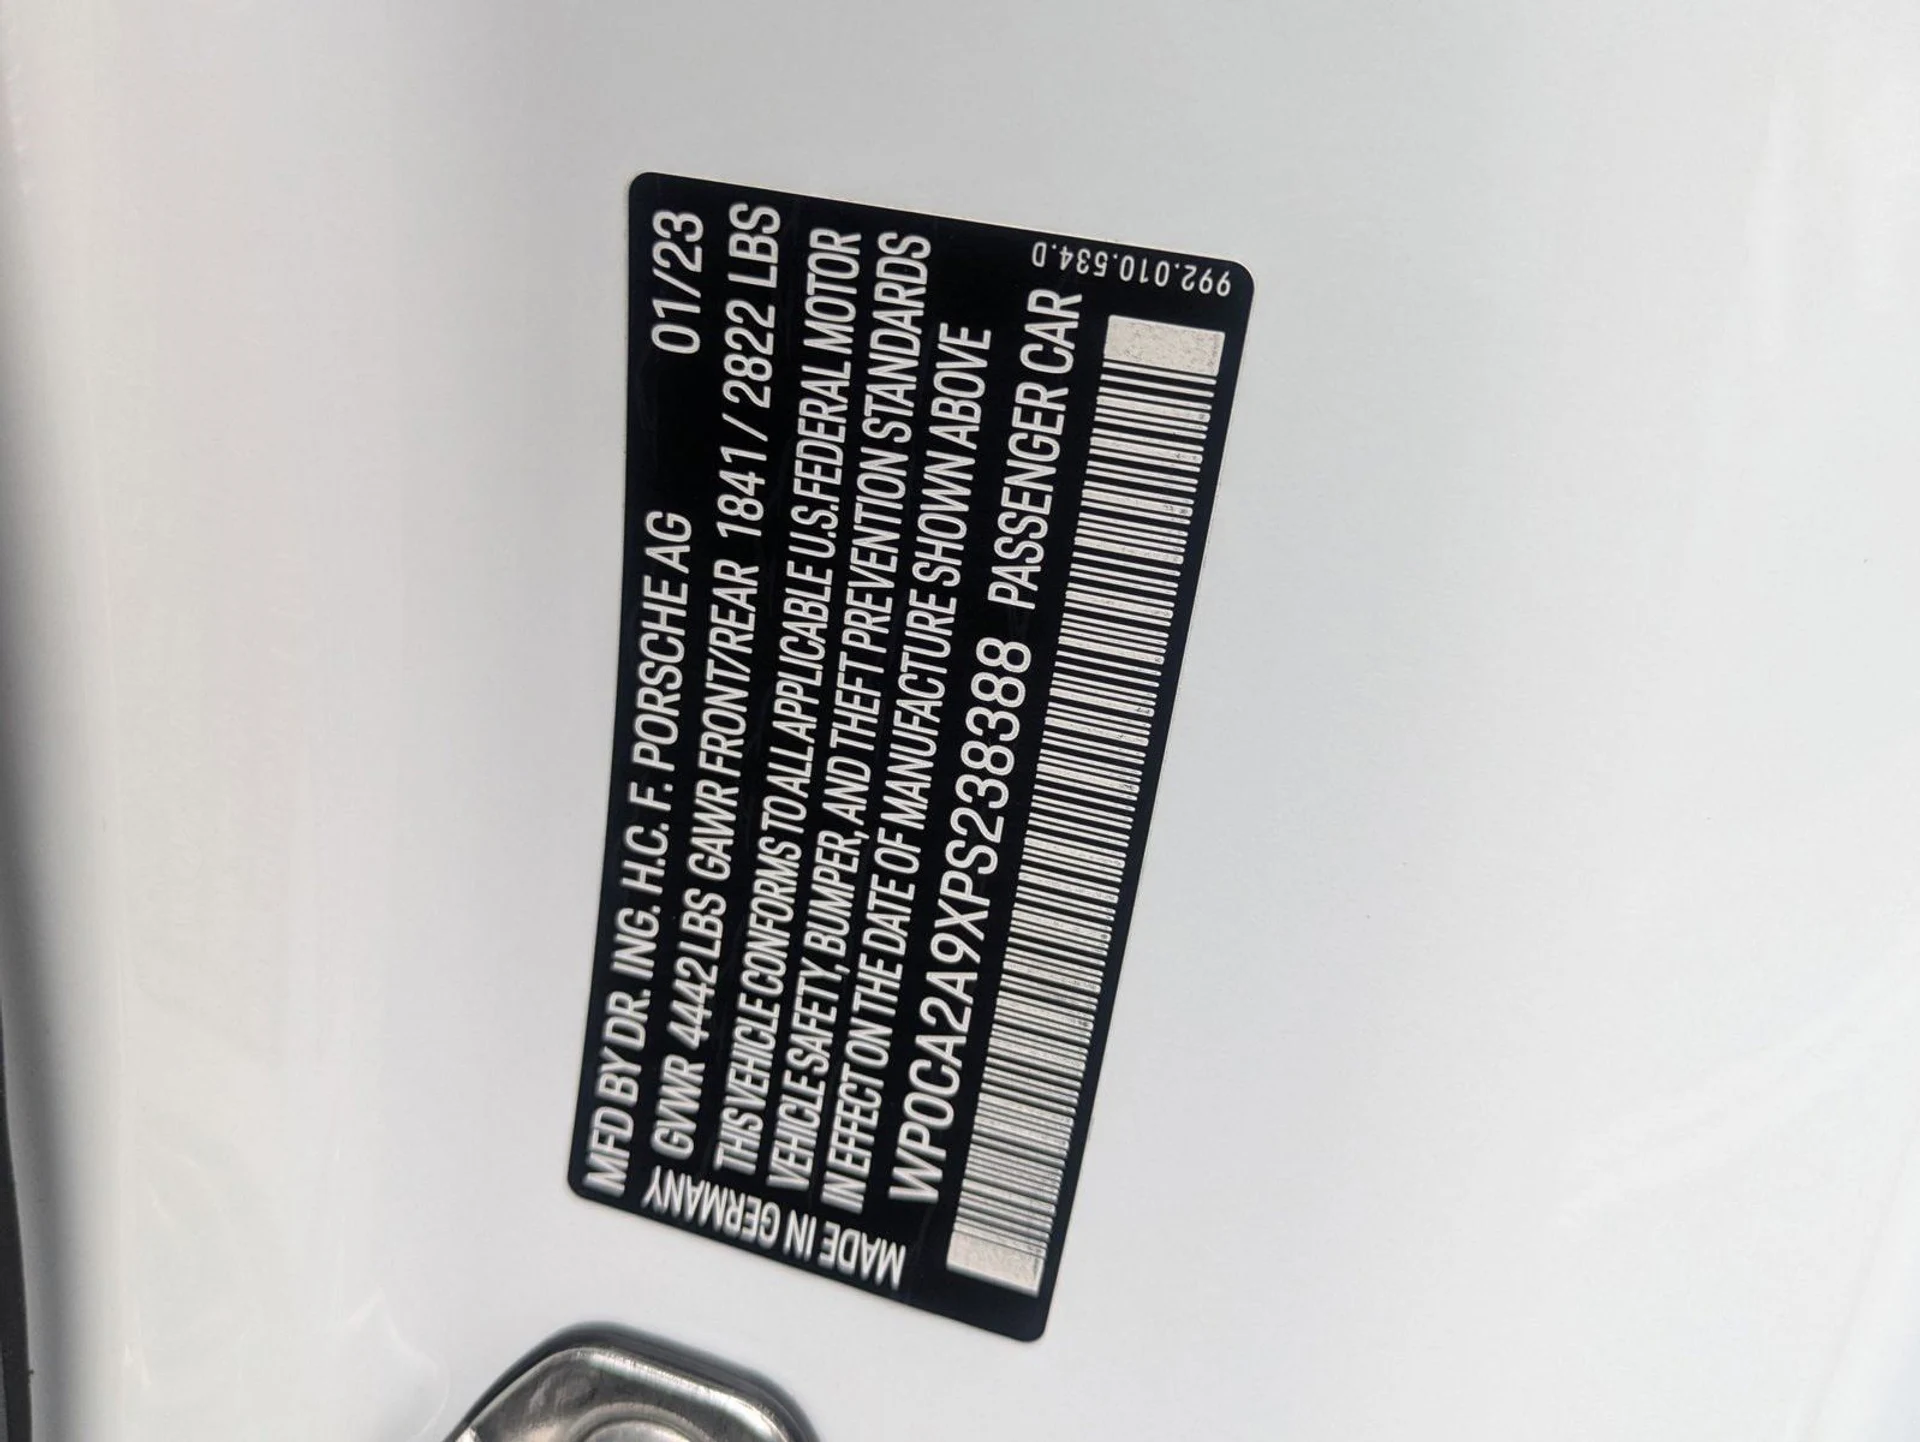 MFD BY DR. ING. H.C. F. PORSCHE AG 01/23
GVWR 4442 LBS GAWR FRONT/REAR 1841 / 2822 LBS
THIS VEHICLE CONFORMS TO ALL APPLICABLE U.S. FEDERAL MOTOR
VEHICLE SAFETY, BUMPER, AND THEFT PREVENTION STANDARDS
IN EFFECT ON THE DATE OF MANUFACTURE SHOWN ABOVE
WP0CA2A9XPS238388 PASSENGER CAR
MADE IN GERMANY
992.010.534.D